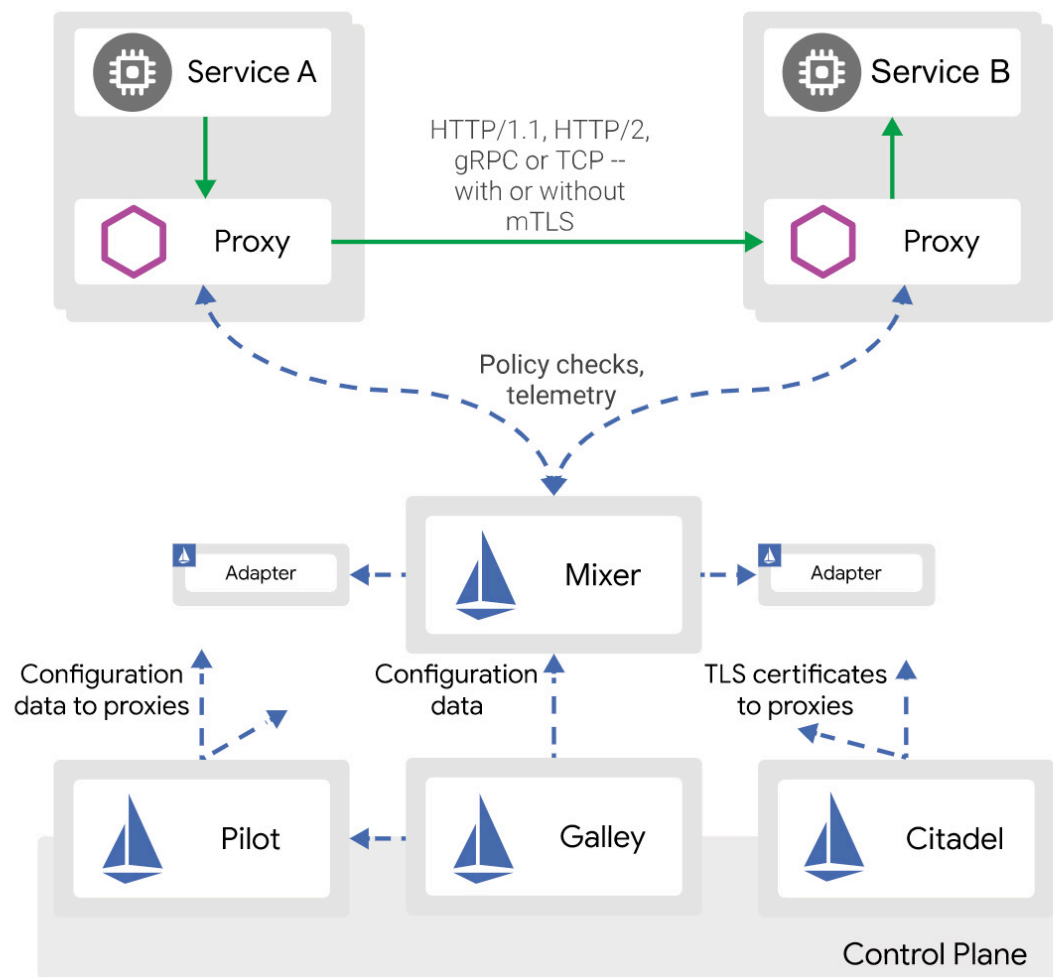 Service A
Service B
HTTP/1.1, HTTP/2,
gRPC or TCP --
with or without
mTLS
Proxy
Proxy
Policy checks,
telemetry
Adapter
Mixer
Adapter
Configuration
data to proxies
Configuration
data
TLS certificates
to proxies
Pilot
Galley
Citadel
Control Plane